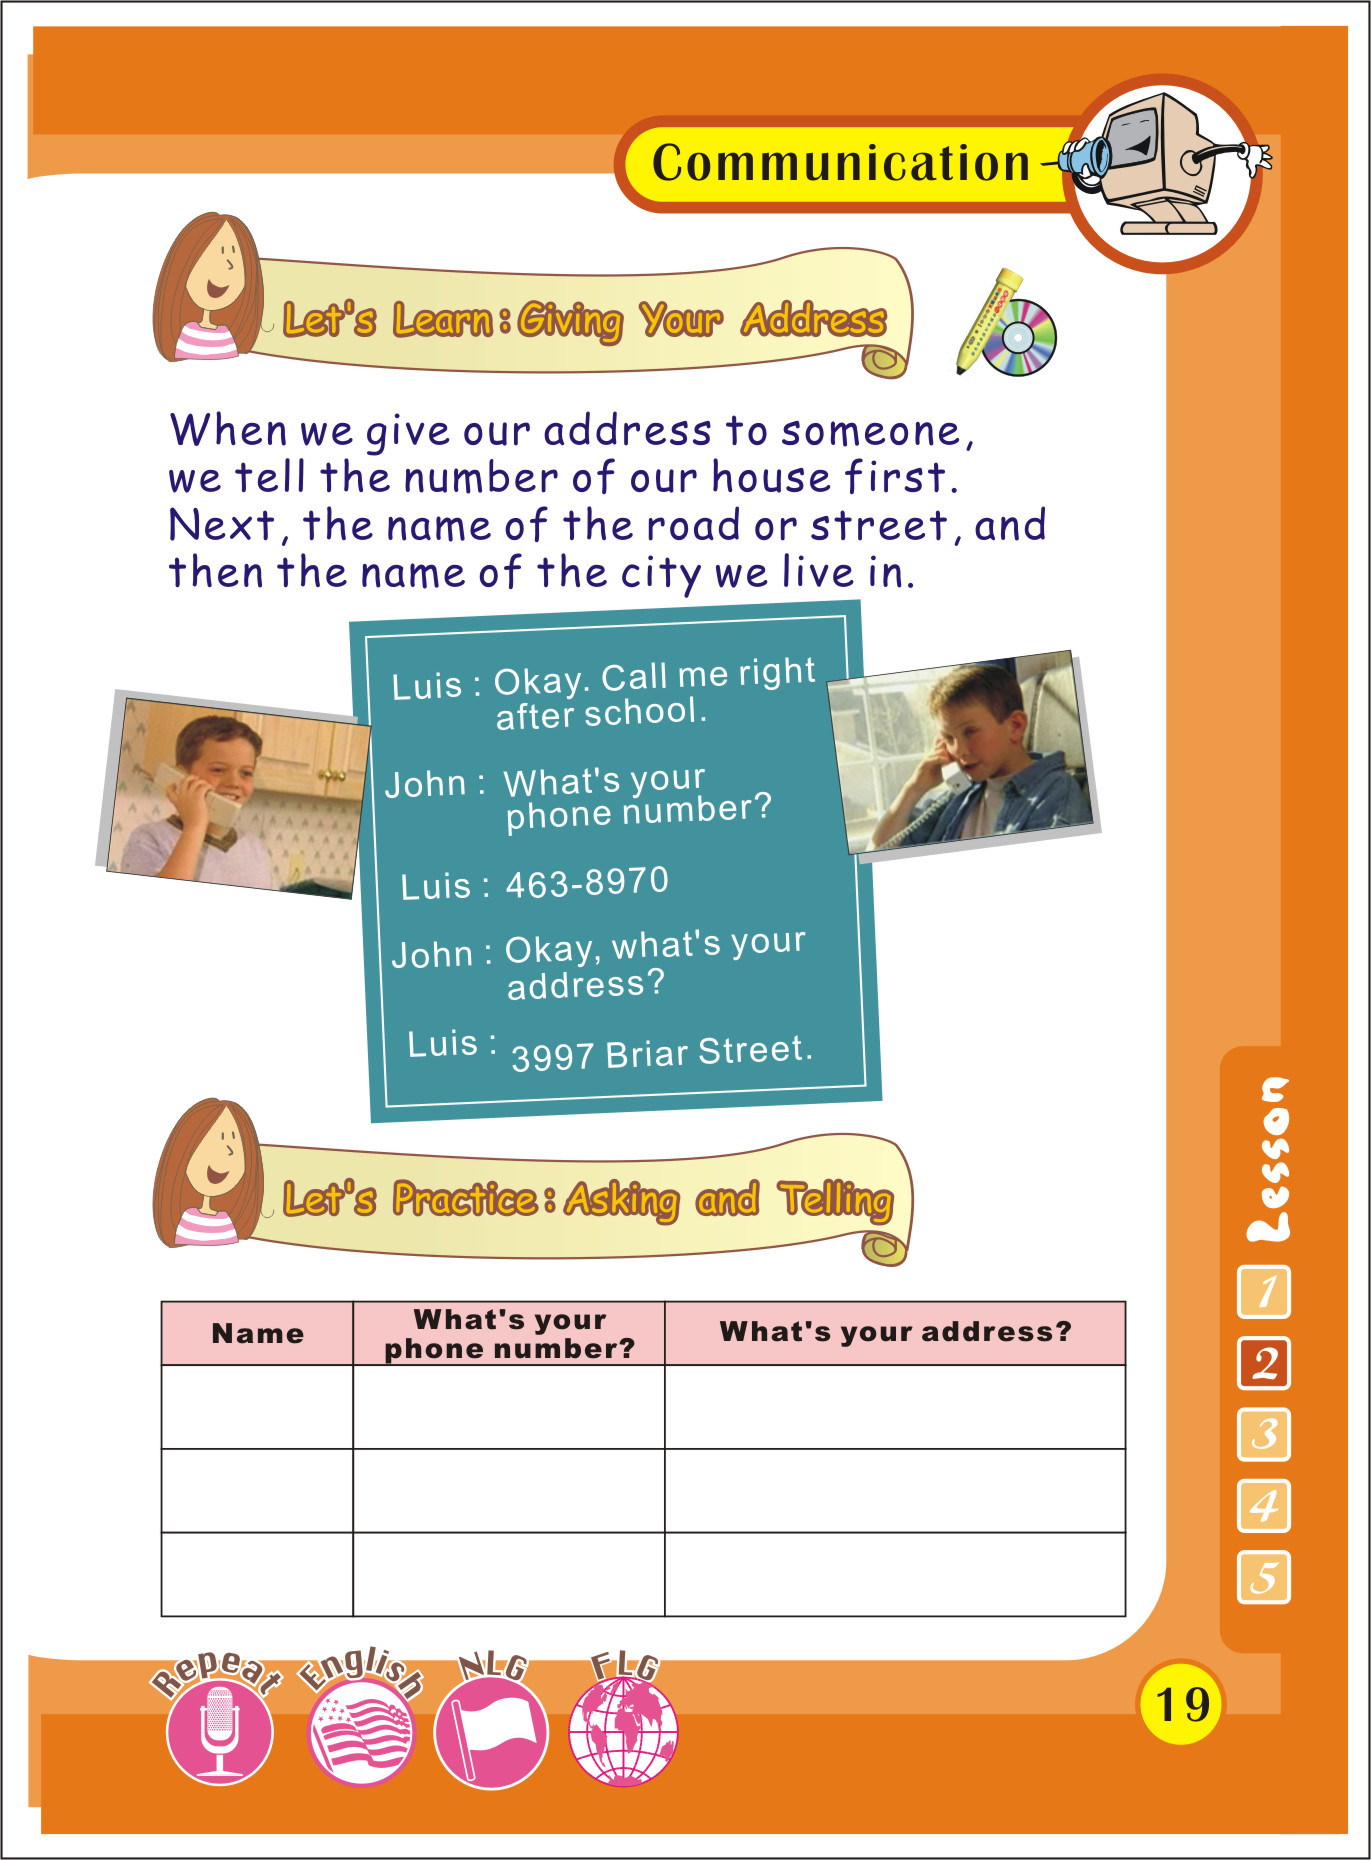 Communication
Let's Learn : Giving Your Address
When we give our address to someone,
we tell the number of our house first.
Next, the name of the road or street, and
then the name of the city we live in.
Luis : Okay. Call me right
after school.
John : What's your
phone number?
Luis : 463-8970
John : Okay, what's your
address?
Luis : 3997 Briar Street.
Let's Practice : Asking and Telling
Name
What's your
phone number?
What's your address?
Lesson
1
2
3
4
5
Repeat
English
NLG
FLG
19